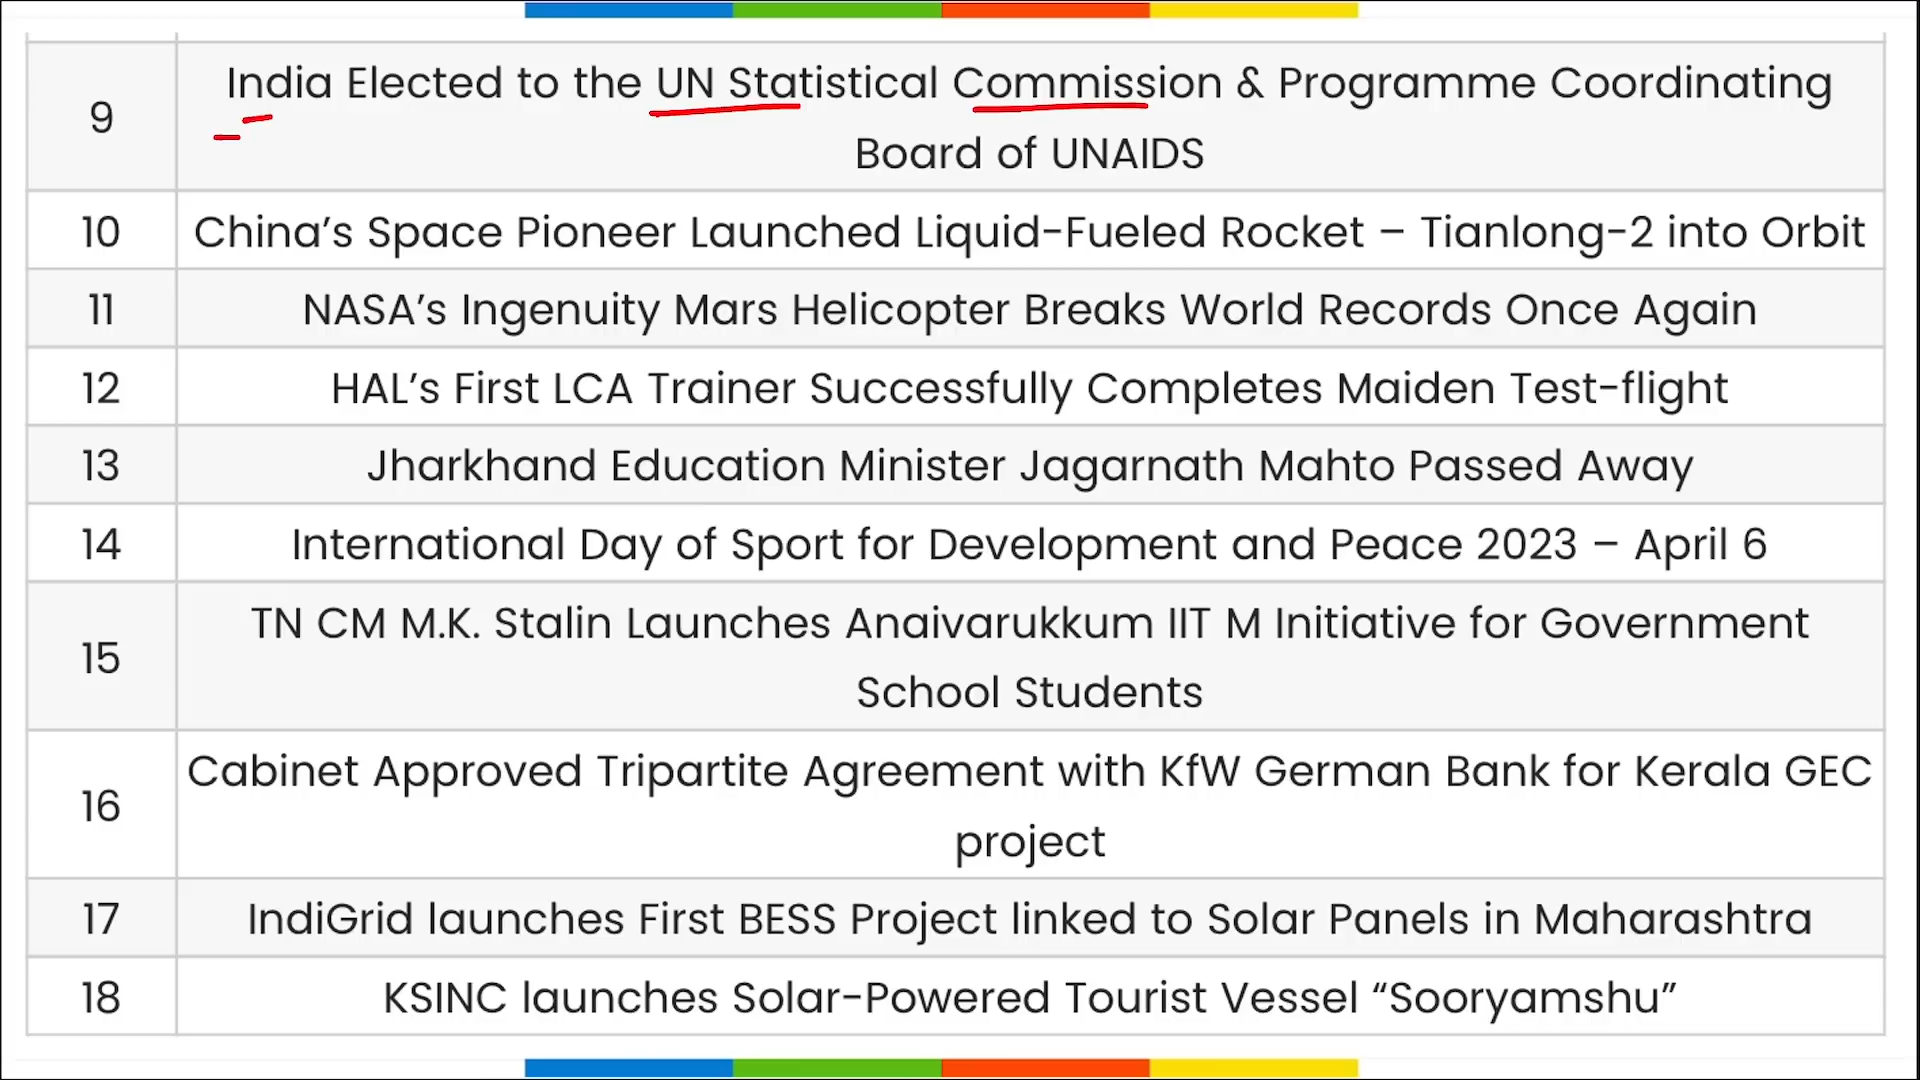 9
India Elected to the UN Statistical Commission & Programme Coordinating
Board of UNAIDS
10
China’s Space Pioneer Launched Liquid-Fueled Rocket – Tianlong-2 into Orbit
11
NASA’s Ingenuity Mars Helicopter Breaks World Records Once Again
12
HAL’s First LCA Trainer Successfully Completes Maiden Test-flight
13
Jharkhand Education Minister Jagarnath Mahto Passed Away
14
International Day of Sport for Development and Peace 2023 – April 6
15
TN CM M.K. Stalin Launches Anaivarukkum IIT M Initiative for Government
School Students
16
Cabinet Approved Tripartite Agreement with KfW German Bank for Kerala GEC
project
17
IndiGrid launches First BESS Project linked to Solar Panels in Maharashtra
18
KSINC launches Solar-Powered Tourist Vessel “Sooryamshu”